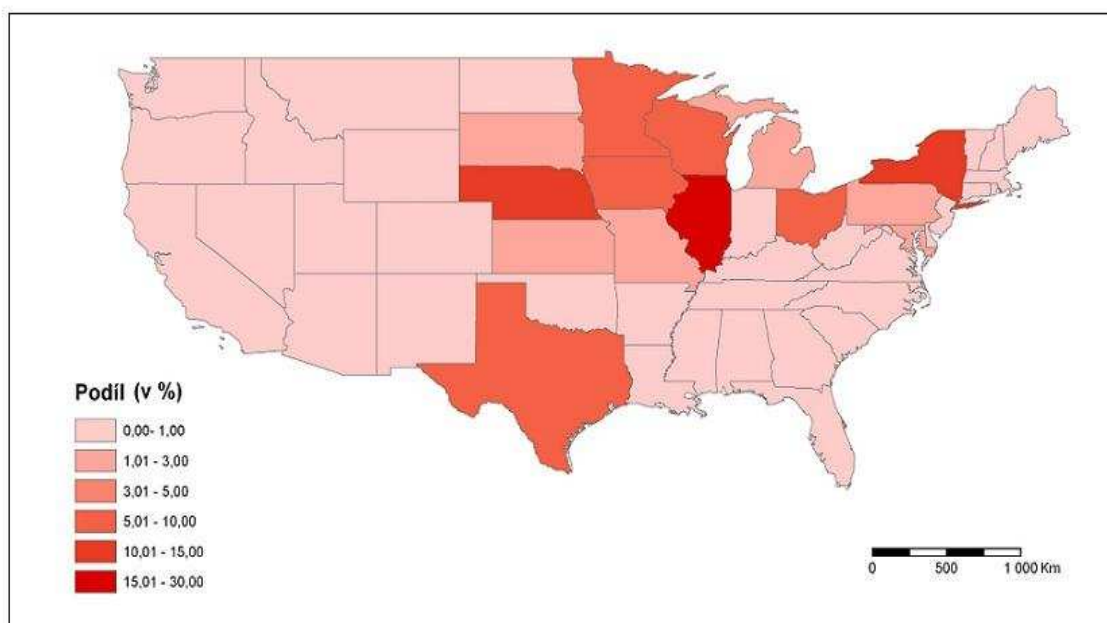 Podíl (v %)
0,00- 1,00
1,01 - 3,00
3,01 - 5,00
5,01 - 10,00
10,01 - 15,00
15,01 - 30,00
0 500 1 000 Km